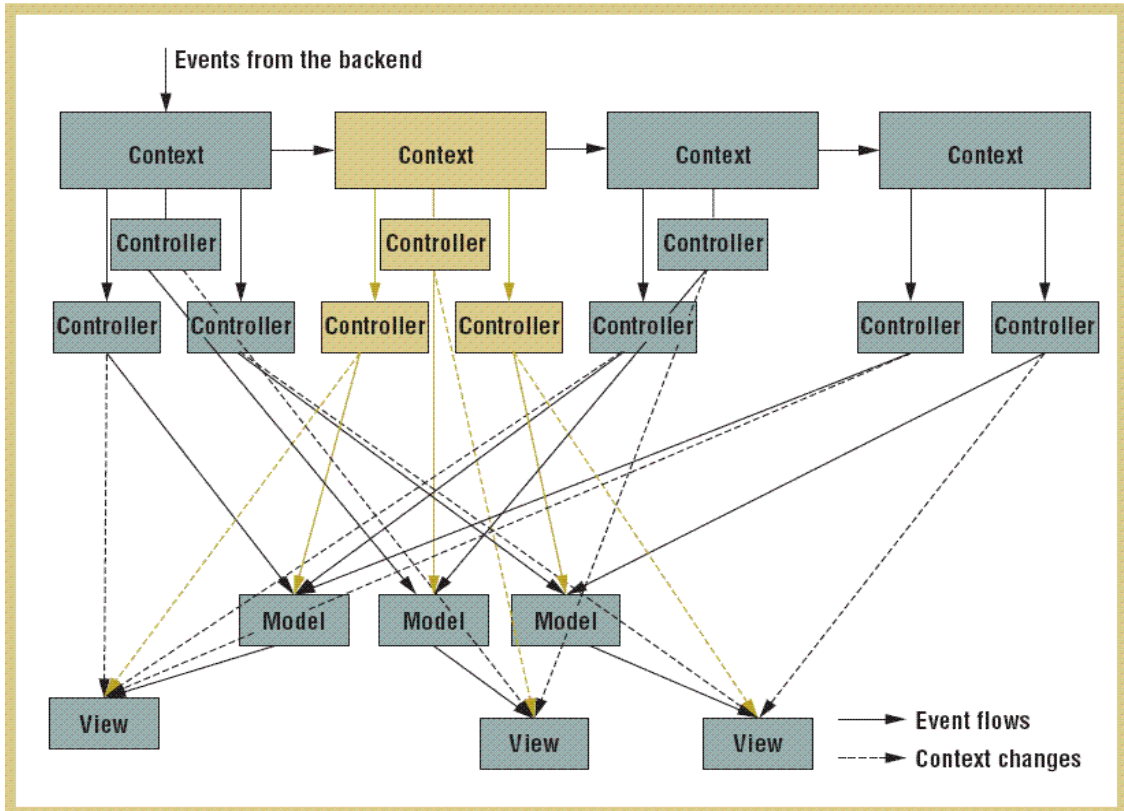 Events from the backend
Context
Context
Context
Context
Controller
Controller
Controller
Controller
Controller
Controller
Controller
Controller
Controller
Controller
Model
Model
Model
View
View
View
Event flows
Context changes